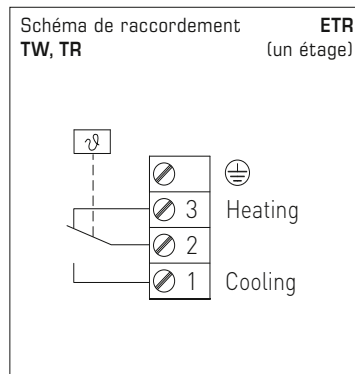 Schéma de raccordement ETR
TW, TR (un étage)
ϑ
3 Heating
2
1 Cooling